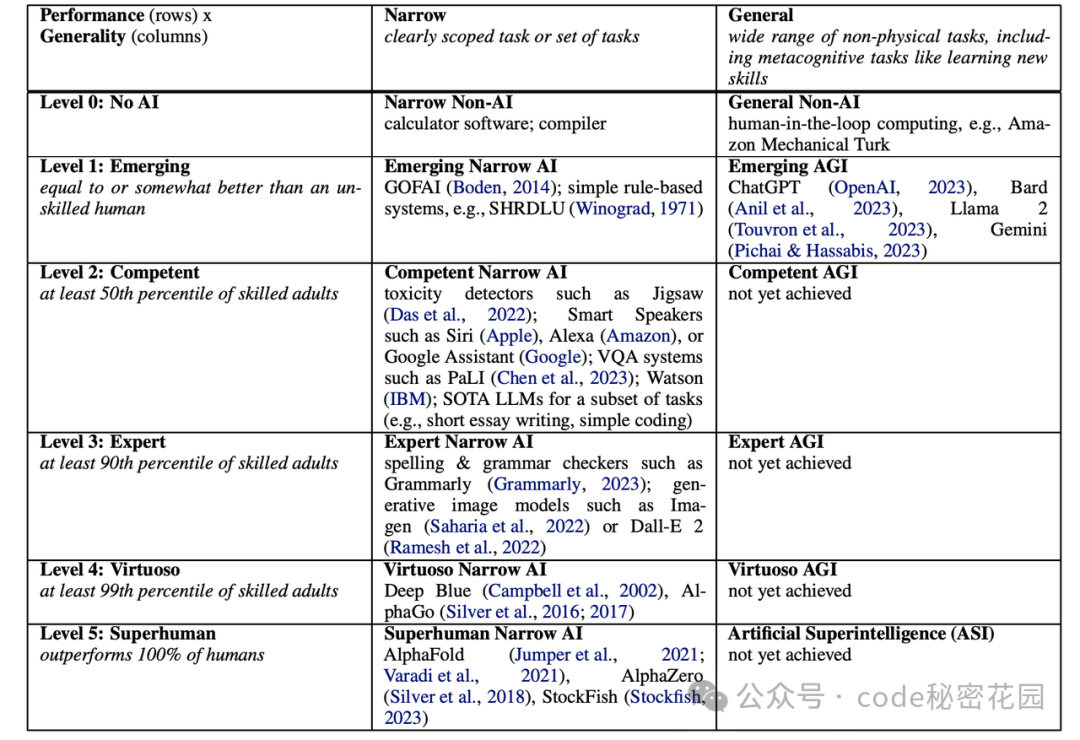 Performance (rows) x
Generality (columns)
Narrow
clearly scoped task or set of tasks
General
wide range of non-physical tasks, includ-
ing metacognitive tasks like learning new
skills
Level 0: No AI
Narrow Non-AI
calculator software; compiler
General Non-AI
human-in-the-loop computing, e.g., Ama-
zon Mechanical Turk
Level 1: Emerging
equal to or somewhat better than an un-
skilled human
Emerging Narrow AI
GOFAI (Boden, 2014); simple rule-based
systems, e.g., SHRDLU (Winograd, 1971)
Emerging AGI
ChatGPT (OpenAI, 2023), Bard
(Anil et al., 2023), Llama 2
(Touvron et al., 2023), Gemini
(Pichai & Hassabis, 2023)
Level 2: Competent
at least 50th percentile of skilled adults
Competent Narrow AI
toxicity detectors such as Jigsaw
(Das et al., 2022); Smart Speakers
such as Siri (Apple), Alexa (Amazon), or
Google Assistant (Google); VQA systems
such as PaLI (Chen et al., 2023); Watson
(IBM); SOTA LLMs for a subset of tasks
(e.g., short essay writing, simple coding)
Competent AGI
not yet achieved
Level 3: Expert
at least 90th percentile of skilled adults
Expert Narrow AI
spelling & grammar checkers such as
Grammarly (Grammarly, 2023); gen-
erative image models such as Ima-
gen (Saharia et al., 2022) or Dall-E 2
(Ramesh et al., 2022)
Expert AGI
not yet achieved
Level 4: Virtuoso
at least 99th percentile of skilled adults
Virtuoso Narrow AI
Deep Blue (Campbell et al., 2002), Al-
phaGo (Silver et al., 2016; 2017)
Virtuoso AGI
not yet achieved
Level 5: Superhuman
outperforms 100% of humans
Superhuman Narrow AI
AlphaFold (Jumper et al., 2021;
Varadi et al., 2021), AlphaZero
(Silver et al., 2018), StockFish (Stockfish,
2023)
Artificial Superintelligence (ASI)
not yet achieved
公众号 · code秘密花园